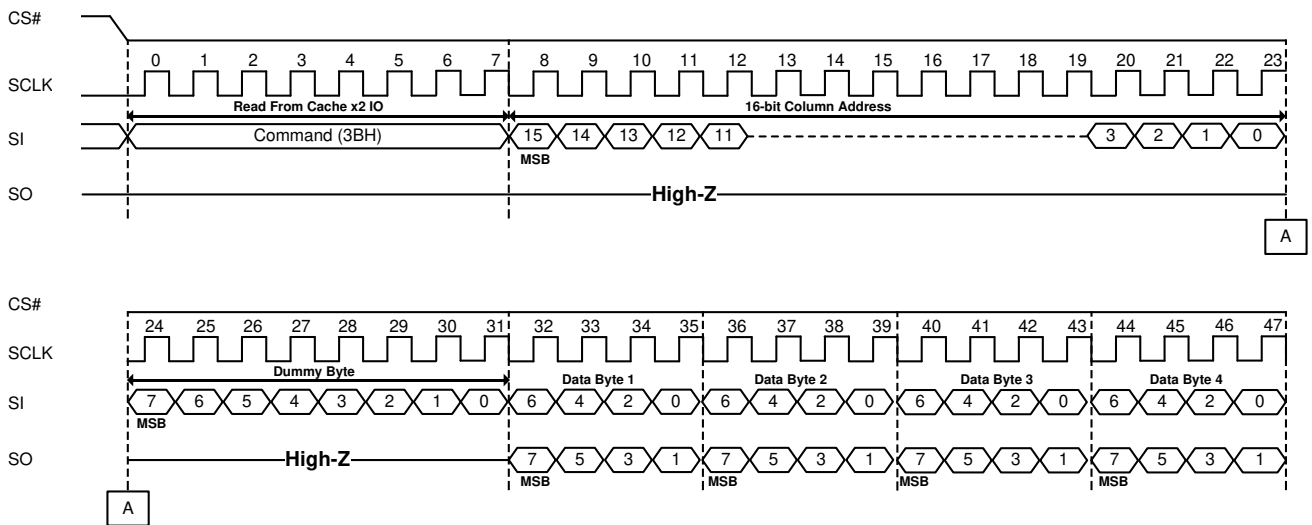 CS#
0 1 2 3 4 5 6 7 8 9 10 11 12 13 14 15 16 17 18 19 20 21 22 23
SCLK
Read From Cache x2 IO 16-bit Column Address
SI Command (3BH) 15 14 13 12 11 3 2 1 0
MSB
SO High-Z
A
CS#
24 25 26 27 28 29 30 31 32 33 34 35 36 37 38 39 40 41 42 43 44 45 46 47
SCLK
Dummy Byte Data Byte 1 Data Byte 2 Data Byte 3 Data Byte 4
SI 7 6 5 4 3 2 1 0 6 4 2 0 6 4 2 0 6 4 2 0 6 4 2 0
MSB
SO High-Z 7 5 3 1 7 5 3 1 7 5 3 1 7 5 3 1
MSB MSB MSB MSB
A